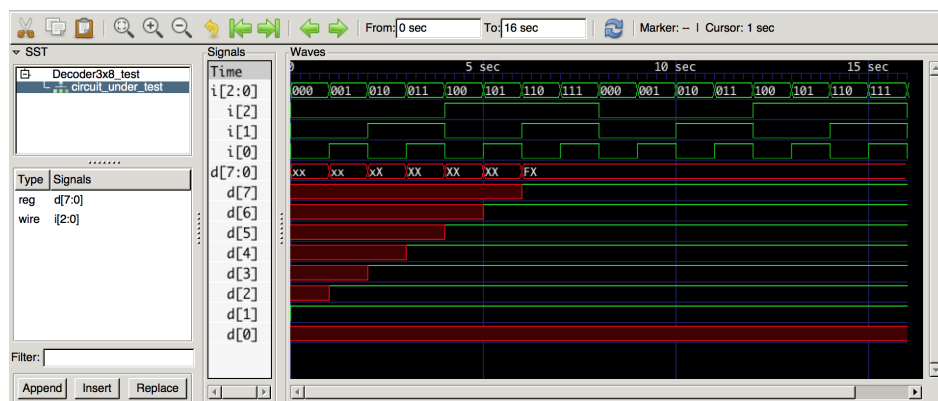 From: 0 sec To: 16 sec Marker: -- | Cursor: 1 sec
SST
Decoder3x8_test
circuit_under_test
Type Signals
reg d[7:0]
wire i[2:0]
Filter:
Append Insert Replace
Signals
Time
i[2:0]
i[2]
i[1]
i[0]
d[7:0]
d[7]
d[6]
d[5]
d[4]
d[3]
d[2]
d[1]
d[0]
Waves
0 5 sec 10 sec 15 sec
000 001 010 011 100 101 110 111 000 001 010 011 100 101 110 111
xx xx xX XX XX XX FX